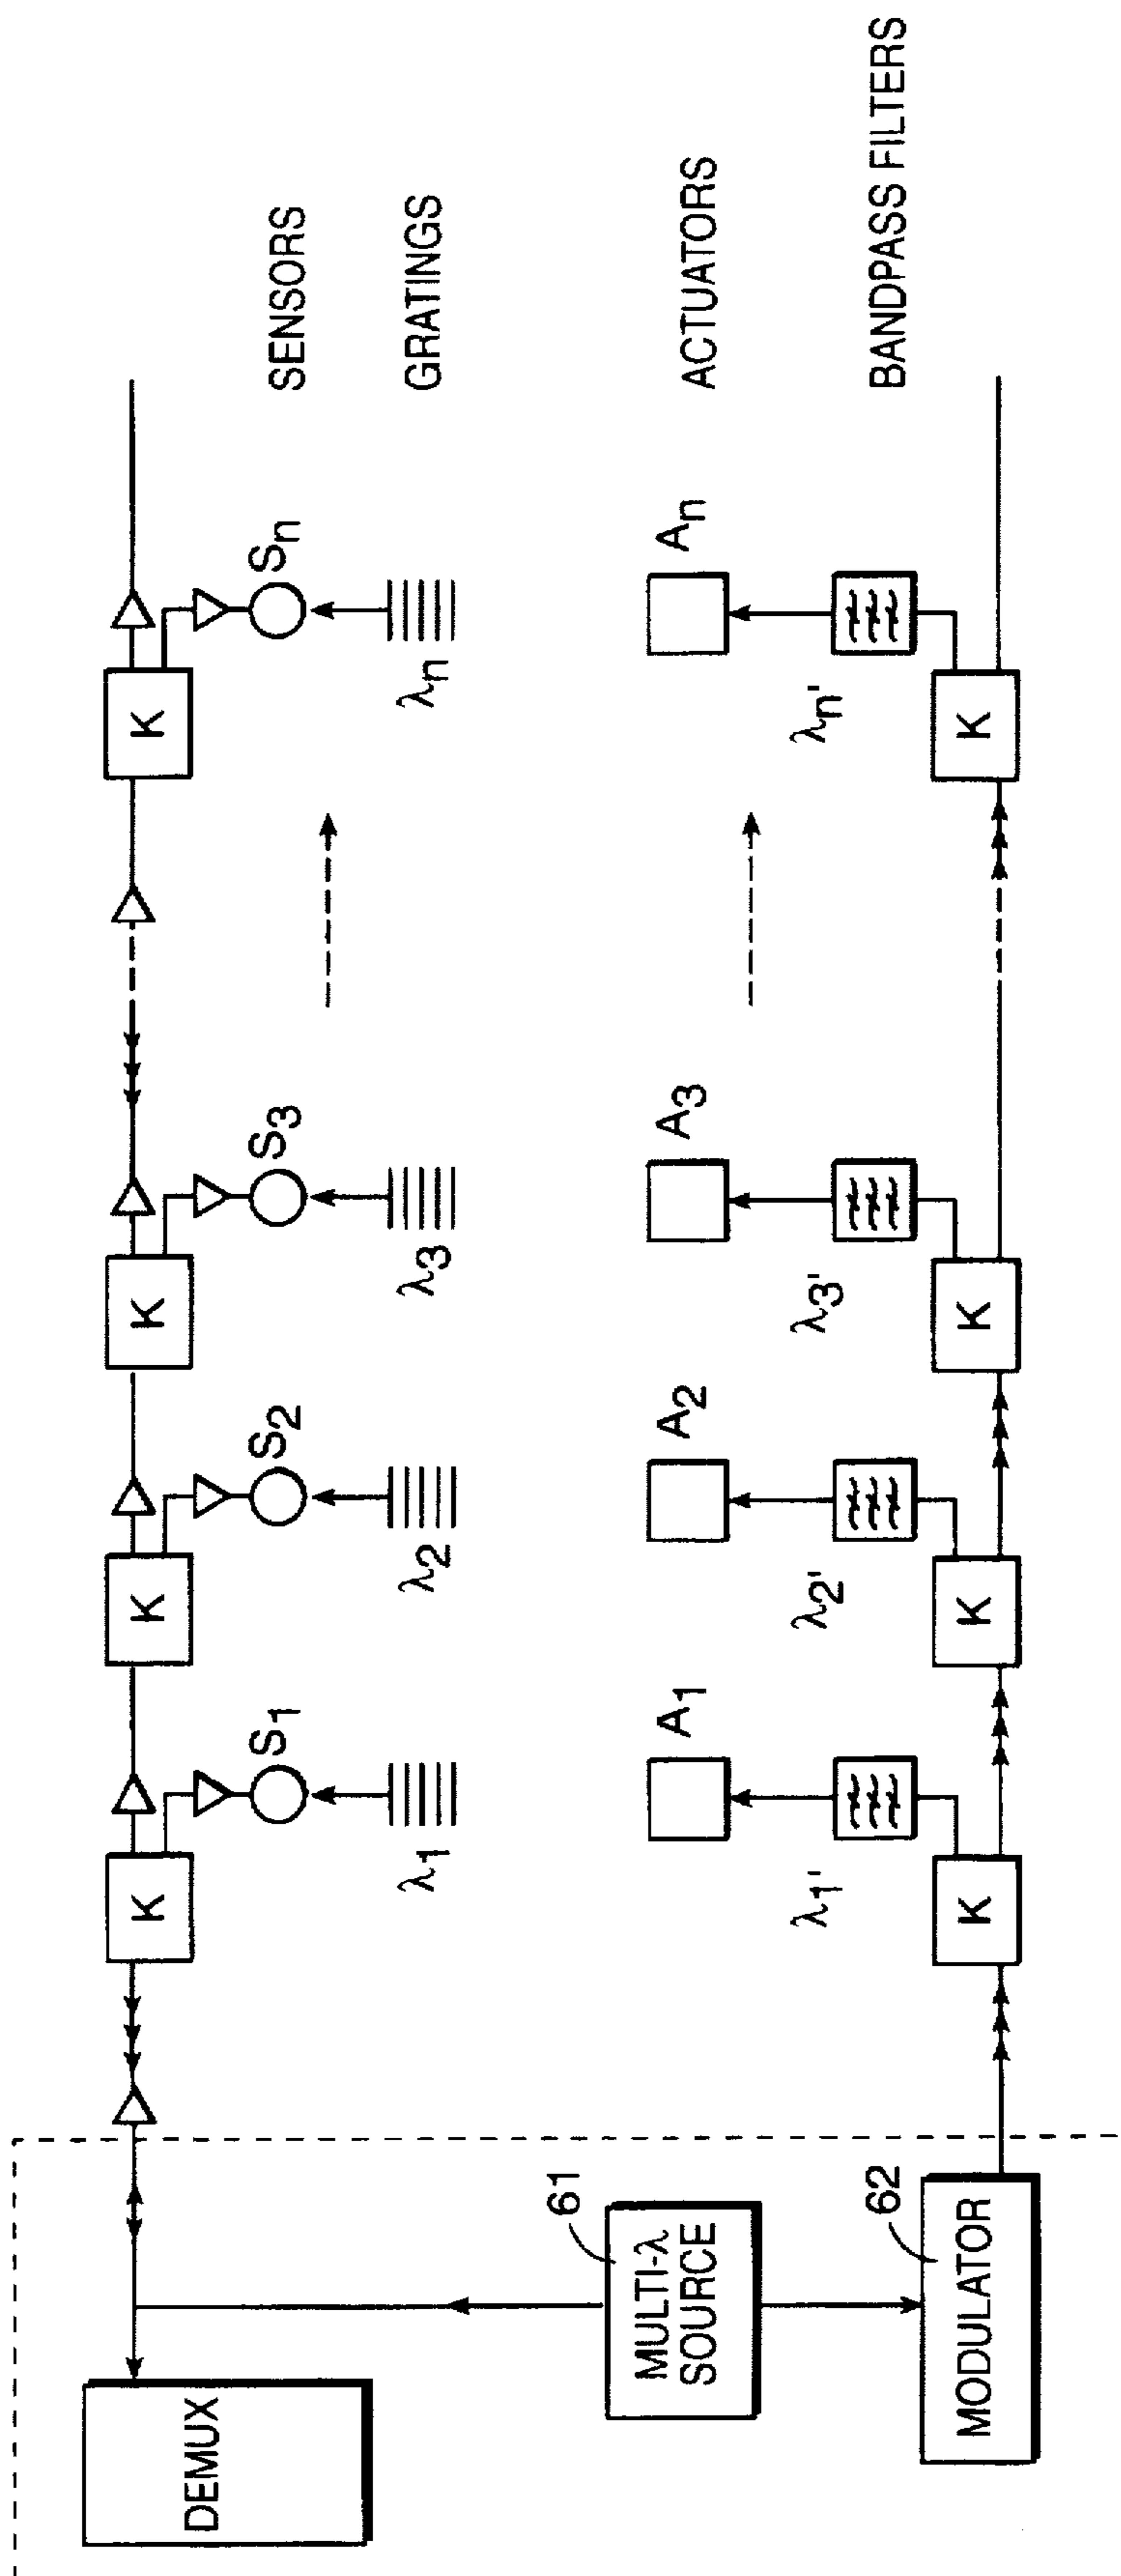 DEMUX
MULTI-λ
SOURCE
61
MODULATOR
62
K
K
K
K
S1
S2
S3
Sn
SENSORS
λ1
λ2
λ3
λn
GRATINGS
A1
A2
A3
An
ACTUATORS
λ1'
λ2'
λ3'
λn'
BANDPASS FILTERS
K
K
K
K